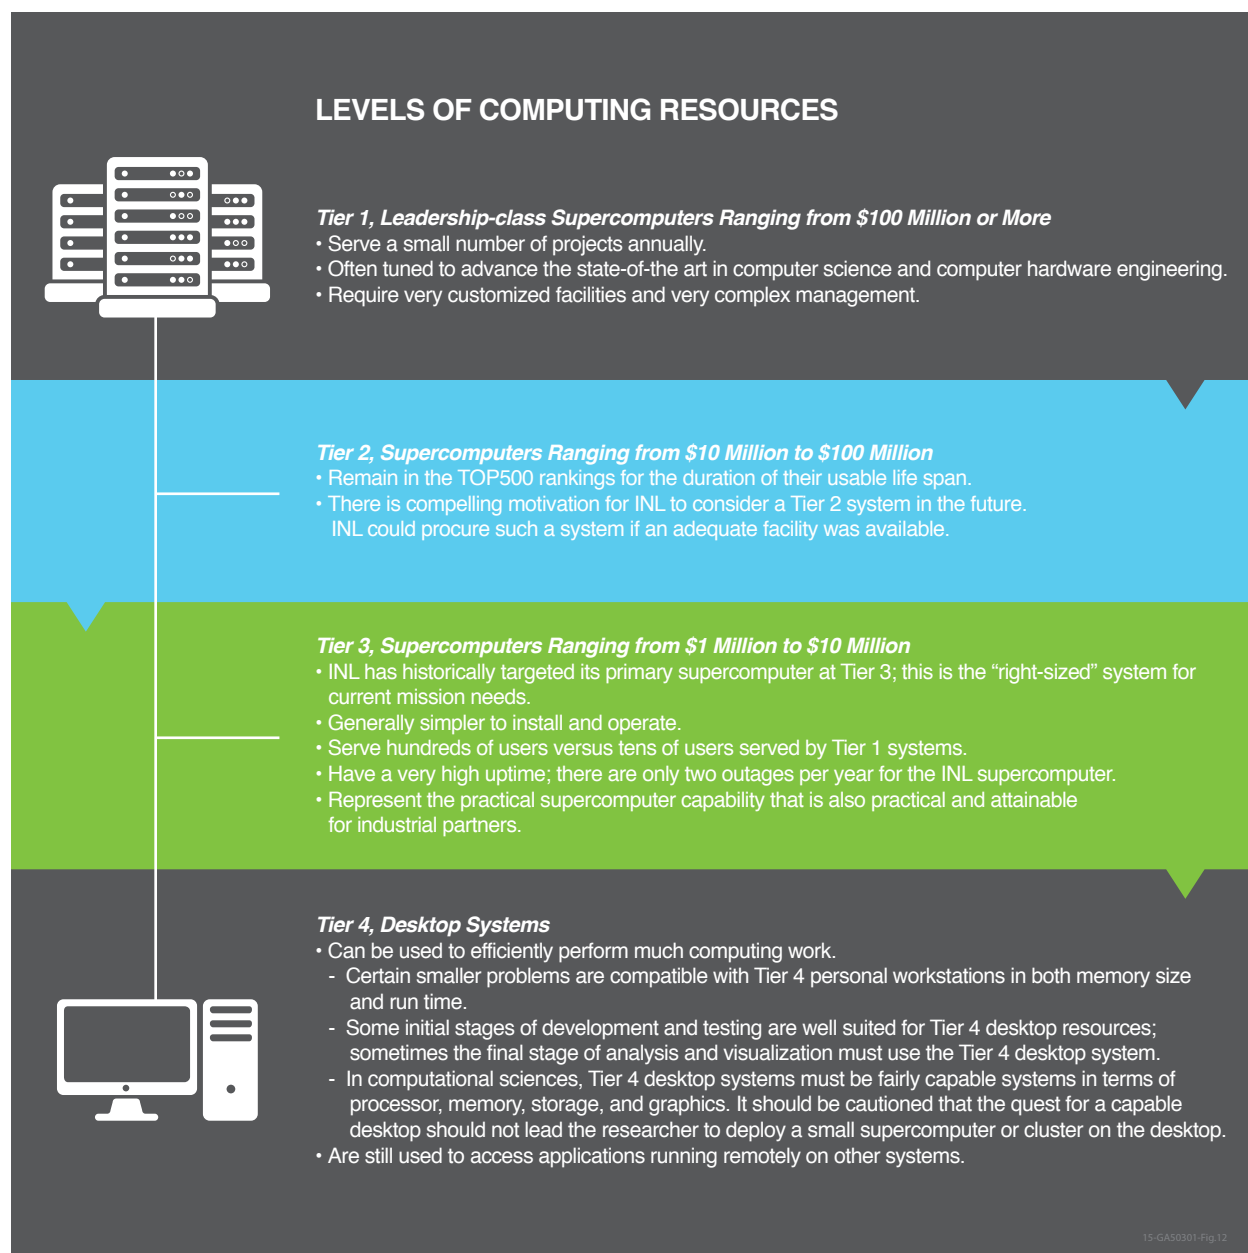 LEVELS OF COMPUTING RESOURCES
Tier 1, Leadership-class Supercomputers Ranging from $100 Million or More
• Serve a small number of projects annually.
• Often tuned to advance the state-of-the art in computer science and computer hardware engineering.
• Require very customized facilities and very complex management.
Tier 2, Supercomputers Ranging from $10 Million to $100 Million
• Remain in the TOP500 rankings for the duration of their usable life span.
• There is compelling motivation for INL to consider a Tier 2 system in the future.
INL could procure such a system if an adequate facility was available.
Tier 3, Supercomputers Ranging from $1 Million to $10 Million
• INL has historically targeted its primary supercomputer at Tier 3; this is the “right-sized” system for
current mission needs.
• Generally simpler to install and operate.
• Serve hundreds of users versus tens of users served by Tier 1 systems.
• Have a very high uptime; there are only two outages per year for the INL supercomputer.
• Represent the practical supercomputer capability that is also practical and attainable
for industrial partners.
Tier 4, Desktop Systems
• Can be used to efficiently perform much computing work.
- Certain smaller problems are compatible with Tier 4 personal workstations in both memory size
and run time.
- Some initial stages of development and testing are well suited for Tier 4 desktop resources;
sometimes the final stage of analysis and visualization must use the Tier 4 desktop system.
- In computational sciences, Tier 4 desktop systems must be fairly capable systems in terms of
processor, memory, storage, and graphics. It should be cautioned that the quest for a capable
desktop should not lead the researcher to deploy a small supercomputer or cluster on the desktop.
• Are still used to access applications running remotely on other systems.
15-GA50301-Fig.12